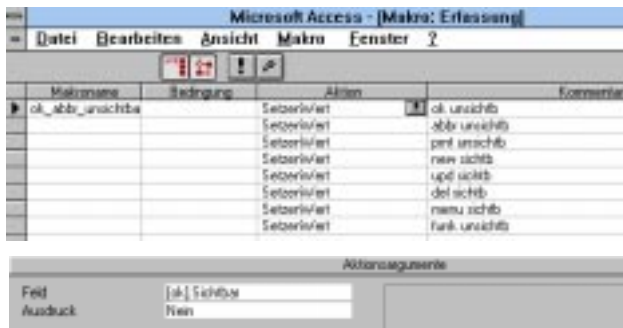 Microsoft Access - [Makro: Erfassung]
Datei Bearbeiten Ansicht Makro Fenster ?
Makroname Bedingung Aktion Kommentar
ok_abbr_unsichtba SetzenWert ok unsichtb
SetzenWert abbr unsichtb
SetzenWert prnt unsichtb
SetzenWert new sichtb
SetzenWert upd sichtb
SetzenWert del sichtb
SetzenWert menu sichtb
SetzenWert funk unsichtb
Aktionsargumente
Feld [ok].Sichtbar
Ausdruck Nein